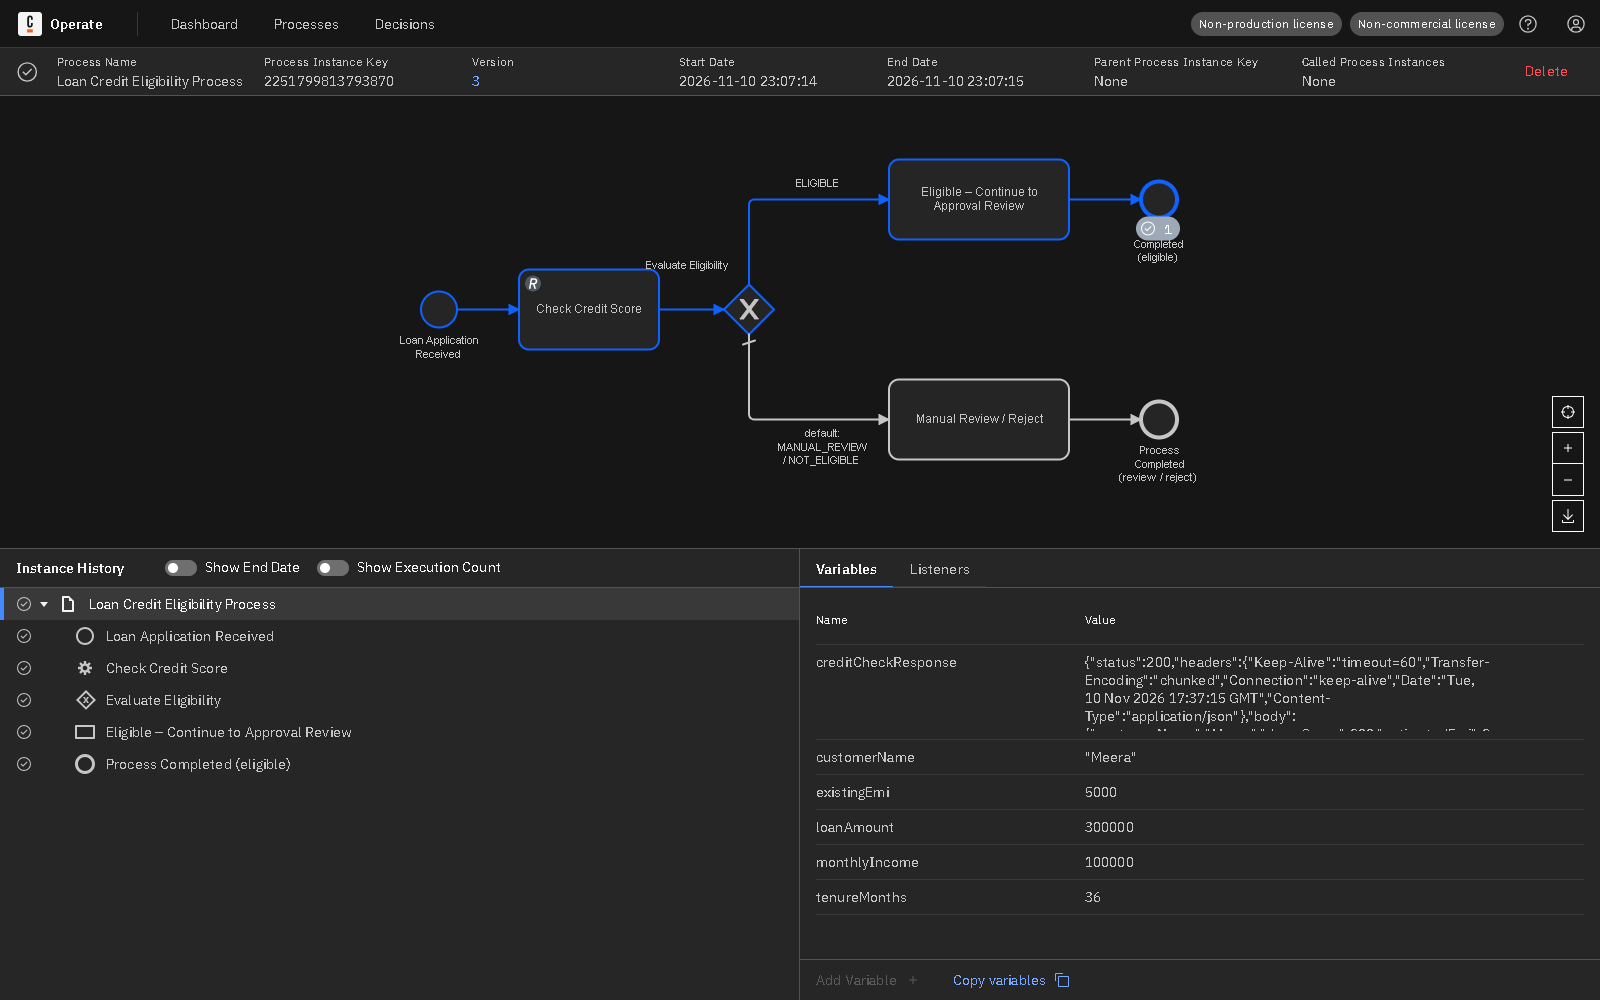 C Operate Dashboard Processes Decisions Non-production license Non-commercial license
Process Name Process Instance Key Version Start Date End Date Parent Process Instance Key Called Process Instances
Loan Credit Eligibility Process 2251799813793870 3 2026-11-10 23:07:14 2026-11-10 23:07:15 None None Delete
ELIGIBLE
Eligible – Continue to
Approval Review
1
Completed
(eligible)
Evaluate Eligibility
R
Check Credit Score
X
Loan Application
Received
Manual Review / Reject
default:
MANUAL_REVIEW
/ NOT_ELIGIBLE
Process
Completed
(review / reject)
Instance History Show End Date Show Execution Count
Loan Credit Eligibility Process
Loan Application Received
Check Credit Score
Evaluate Eligibility
Eligible – Continue to Approval Review
Process Completed (eligible)
Variables Listeners
Name Value
creditCheckResponse {"status":200,"headers":{"Keep-Alive":"timeout=60","Transfer-
Encoding":"chunked","Connection":"keep-alive","Date":"Tue,
10 Nov 2026 17:37:15 GMT","Content-
Type":"application/json"},"body":
customerName "Meera"
existingEmi 5000
loanAmount 300000
monthlyIncome 100000
tenureMonths 36
Add Variable + Copy variables